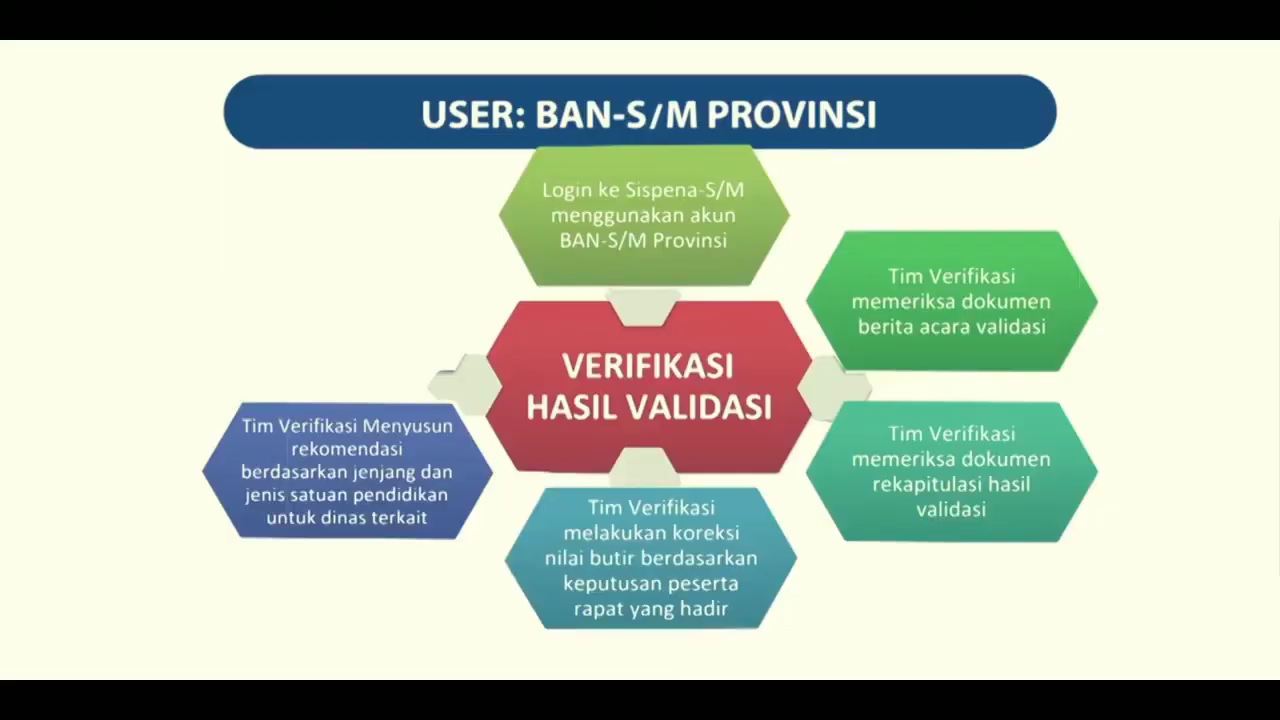 USER: BAN-S/M PROVINSI
Login ke Sispena-S/M
menggunakan akun
BAN-S/M Provinsi
Tim Verifikasi
memeriksa dokumen
berita acara validasi
VERIFIKASI
HASIL VALIDASI
Tim Verifikasi
memeriksa dokumen
rekapitulasi hasil
validasi
Tim Verifikasi
melakukan koreksi
nilai butir berdasarkan
keputusan peserta
rapat yang hadir
Tim Verifikasi Menyusun
rekomendasi
berdasarkan jenjang dan
jenis satuan pendidikan
untuk dinas terkait